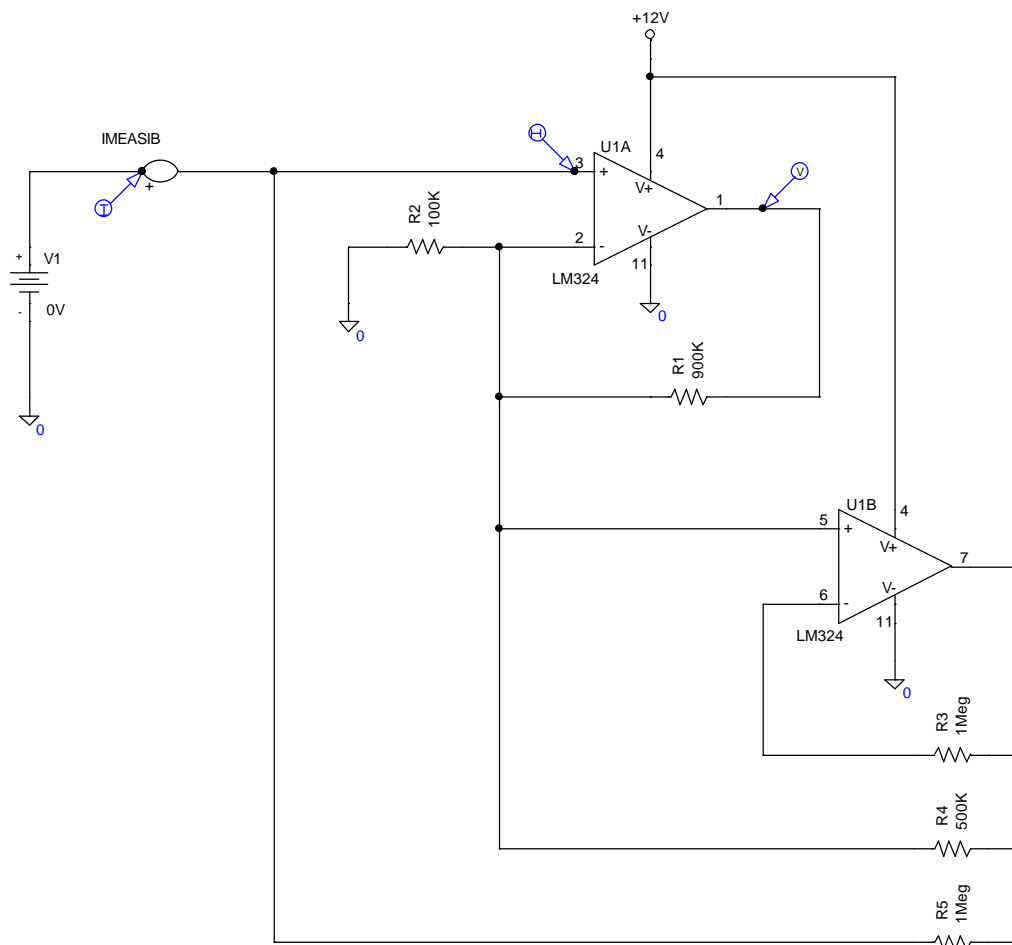 +12V
IMEASIB
+
I
I
3
+
U1A
4
V+
1
V
V-
2
-
11
LM324
0
R2
100K
0
+
V1
-
0V
0
R1
900K
5
+
U1B
4
V+
7
V-
6
-
11
LM324
0
R3
1Meg
R4
500K
R5
1Meg